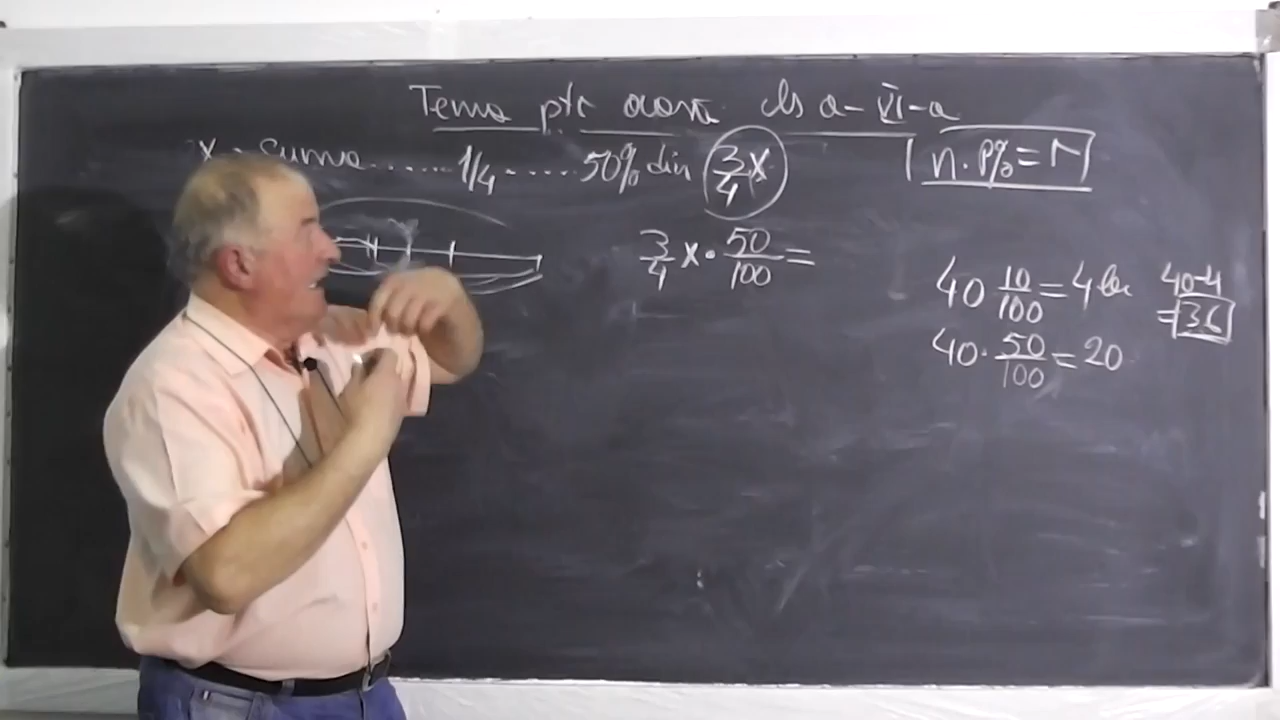 Tema ptr acasa cls a-VI-a
x. Suma ...... 1/4 ...... 50% din 3/4 x
n . P% = r
3/4 x . 50/100 =
40 10/100 = 4 lei 40-4
= 36
40 . 50/100 = 20